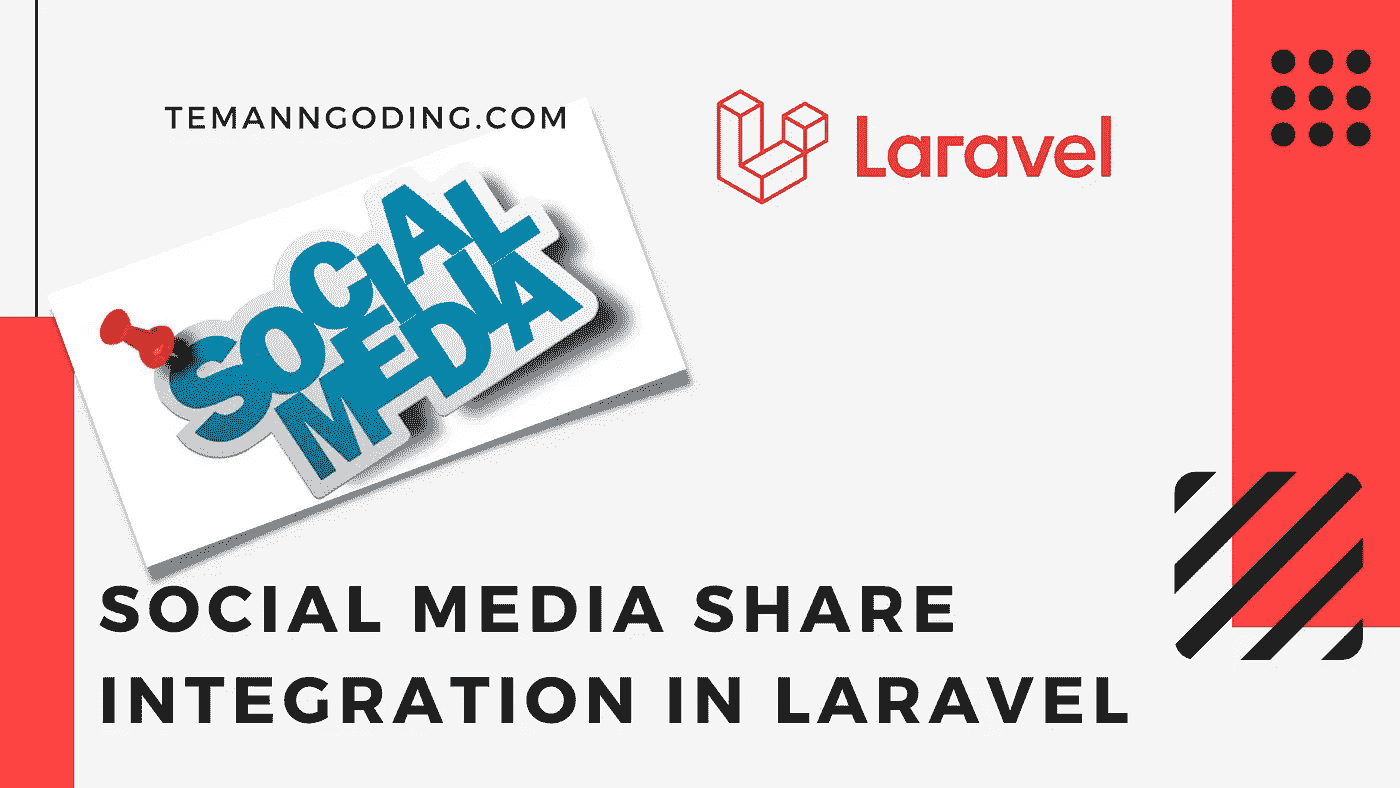 TEMANNGODING.COM
Laravel
SOCIAL
MEDIA
SOCIAL MEDIA SHARE
INTEGRATION IN LARAVEL